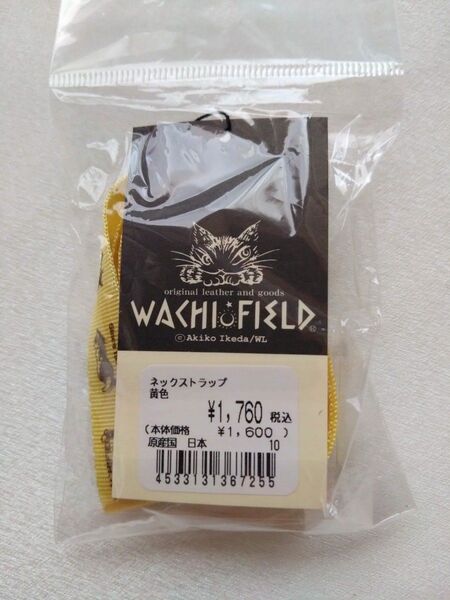 original leather and goods
WACHI FIELD®
©Akiko Ikeda/WL
ネックストラップ
黄色
¥1,760 税込
(本体価格 ¥1,600 )
原産国 日本 10
4533131367255